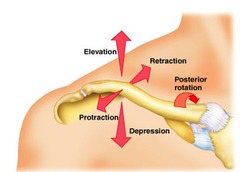 Elevation
Retraction
Posterior
rotation
Protraction
Depression